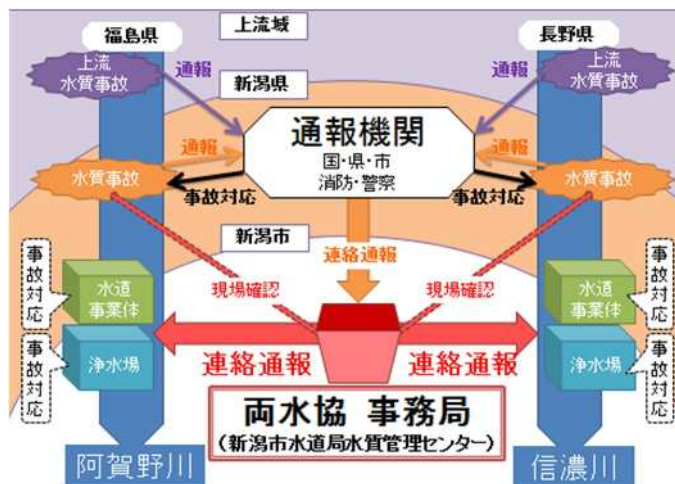 福島県
上流域
長野県
上流
水質事故
通報
新潟県
通報
上流
水質事故
通報機関
国・県・市
消防・警察
通報
通報
水質事故
水質事故
事故対応
事故対応
新潟市
連絡通報
現場確認
現場確認
事故対応
水道
事業体
水道
事業体
事故対応
事故対応
浄水場
浄水場
事故対応
連絡通報
連絡通報
両水協 事務局
(新潟市水道局水質管理センター)
阿賀野川
信濃川